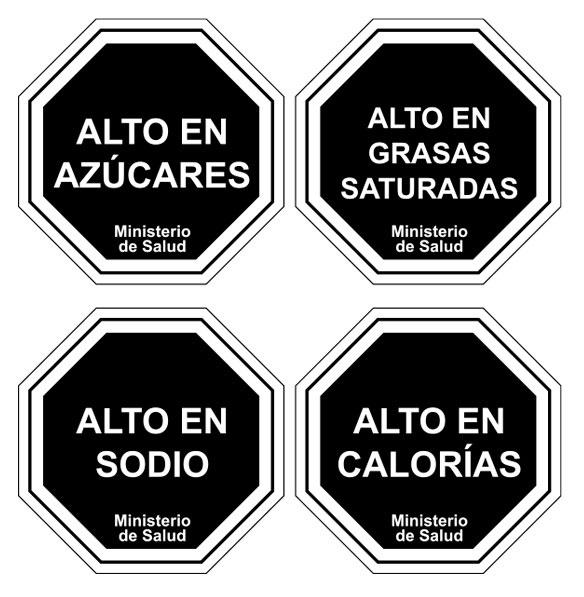 ALTO EN
AZÚCARES
Ministerio
de Salud
ALTO EN
GRASAS
SATURADAS
Ministerio
de Salud
ALTO EN
SODIO
Ministerio
de Salud
ALTO EN
CALORÍAS
Ministerio
de Salud